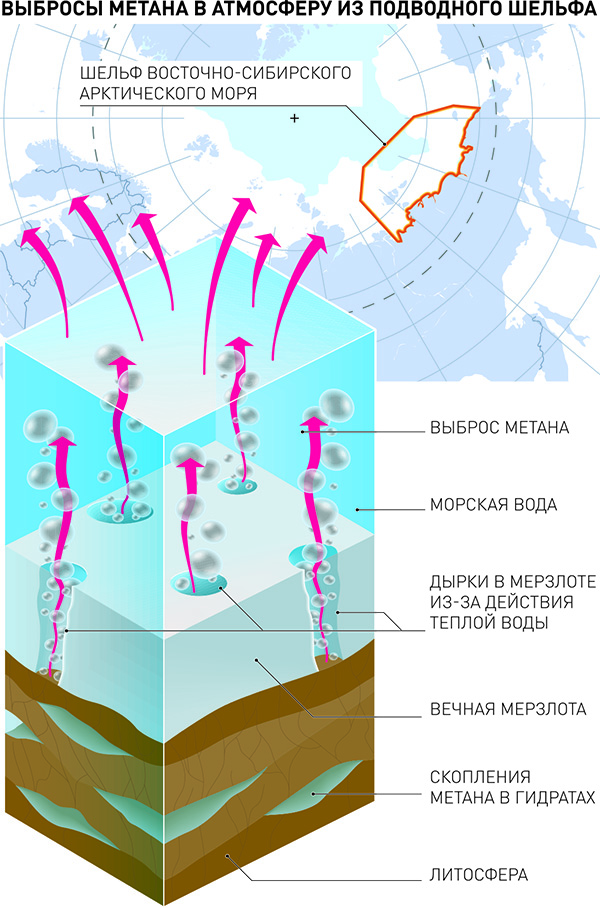 ВЫБРОСЫ МЕТАНА В АТМОСФЕРУ ИЗ ПОДВОДНОГО ШЕЛЬФА
ШЕЛЬФ ВОСТОЧНО-СИБИРСКОГО
АРКТИЧЕСКОГО МОРЯ
ВЫБРОС МЕТАНА
МОРСКАЯ ВОДА
ДЫРКИ В МЕРЗЛОТЕ
ИЗ-ЗА ДЕЙСТВИЯ
ТЕПЛОЙ ВОДЫ
ВЕЧНАЯ МЕРЗЛОТА
СКОПЛЕНИЯ
МЕТАНА В ГИДРАТАХ
ЛИТОСФЕРА